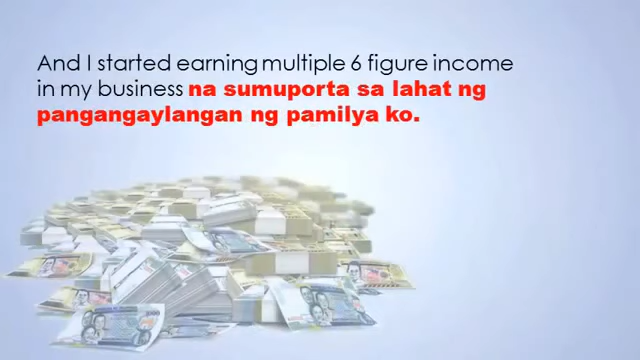 And I started earning multiple 6 figure income
in my business na sumuporta sa lahat ng
pangangaylangan ng pamilya ko.